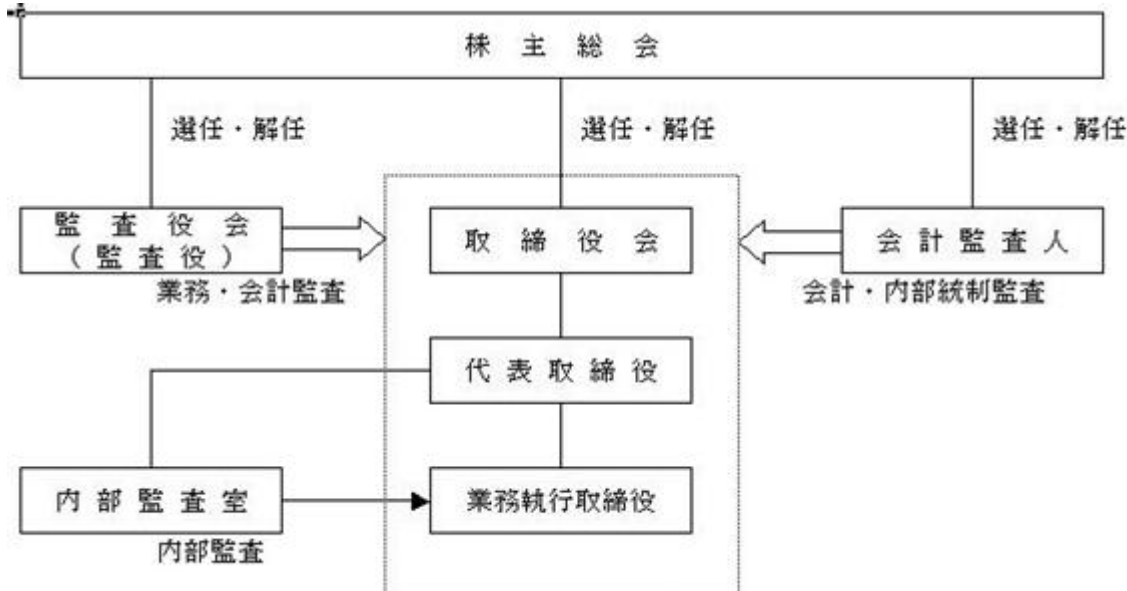 株主総会
選任・解任
選任・解任
選任・解任
監査役会
(監査役)
取締役会
会計監査人
業務・会計監査
会計・内部統制監査
代表取締役
内部監査室
業務執行取締役
内部監査